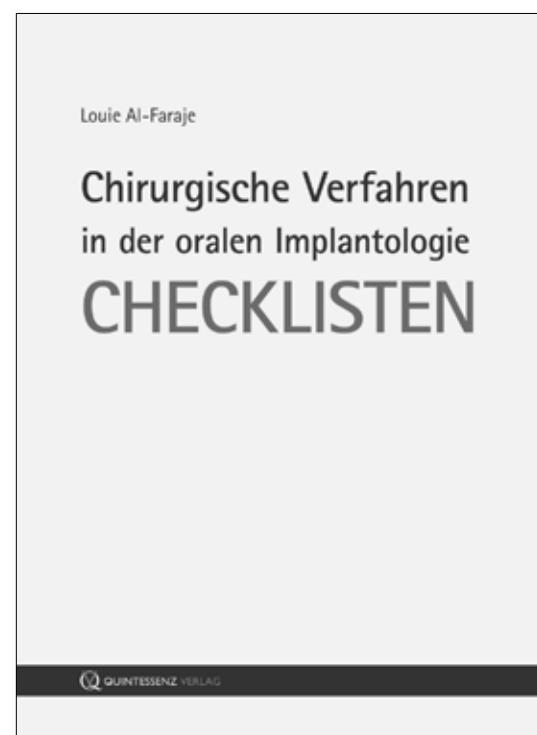 Louie Al-Faraje
Chirurgische Verfahren
in der oralen Implantologie
CHECKLISTEN
QUINTESSENZ VERLAG